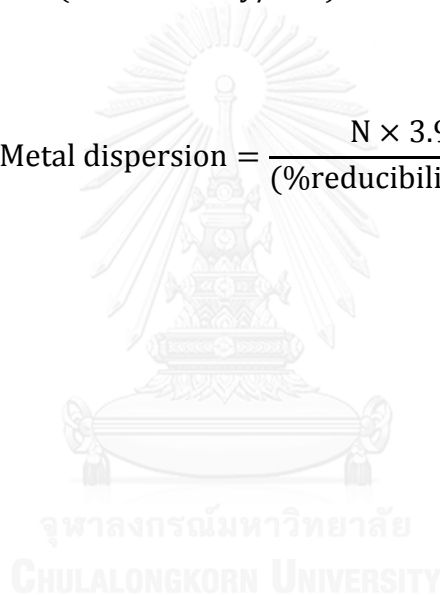 Metal dispersion = N × 3.9
(%reducibili
จุฬาลงกรณ์มหาวิทยาลัย
CHULALONGKORN UNIVERSITY